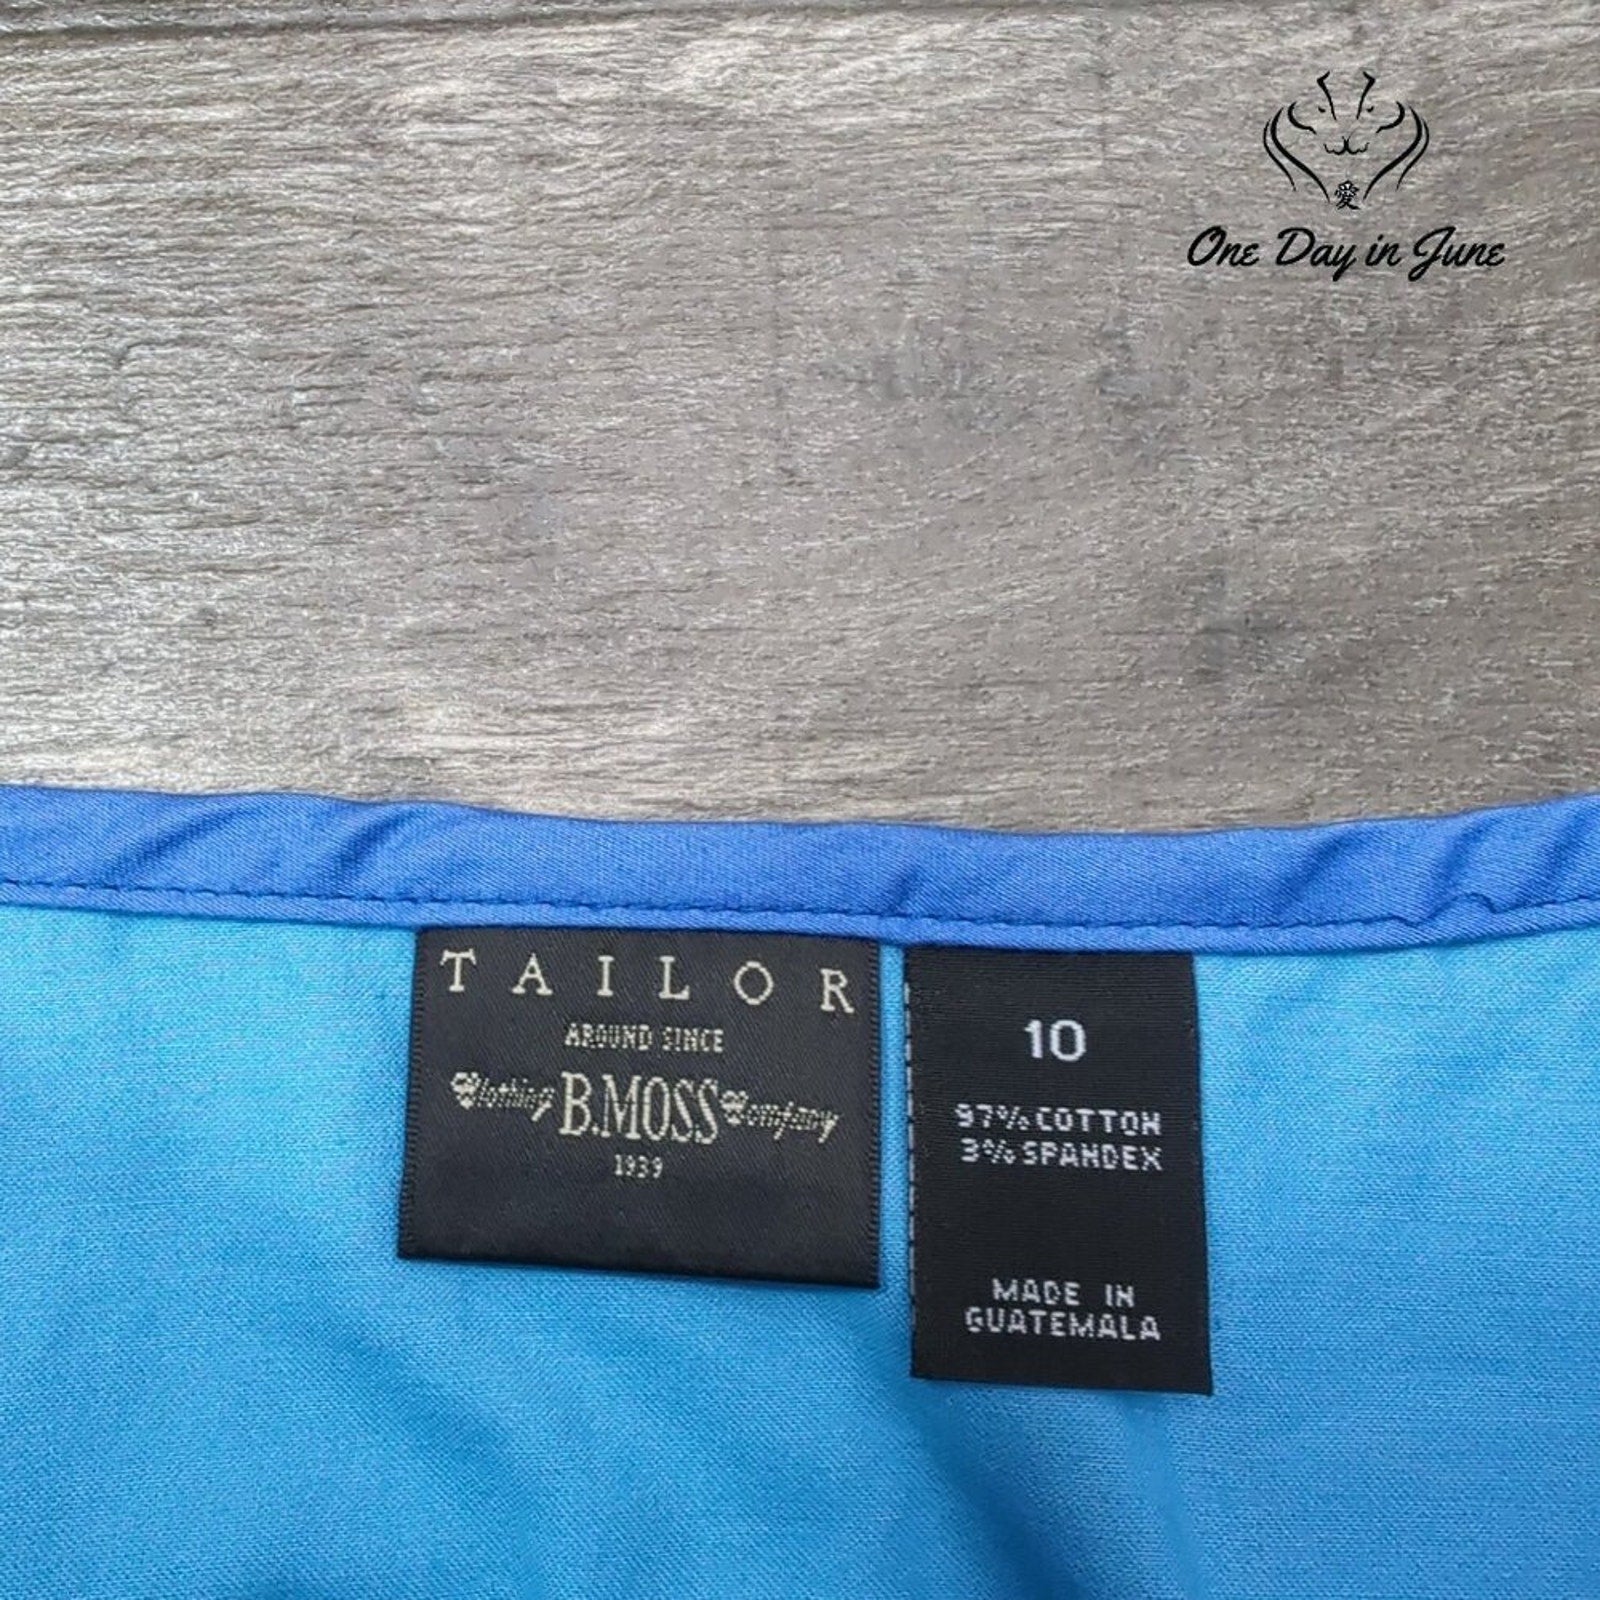 愛
One Day in June
TAILOR
AROUND SINCE
Clothing B.MOSS Company
1939
10
97% COTTON
3% SPANDEX
MADE IN
GUATEMALA